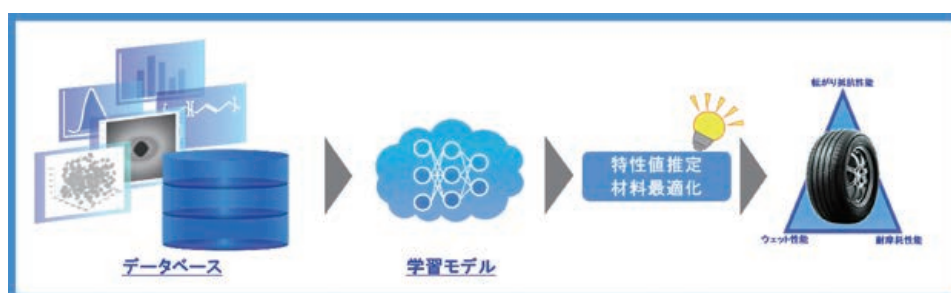 データベース
学習モデル
特性値推定
材料最適化
転がり抵抗性能
ウェット性能
耐摩耗性能